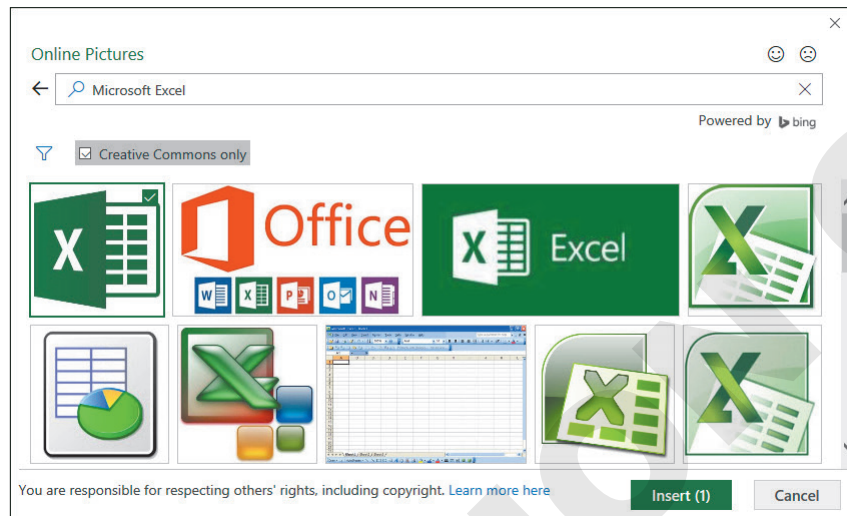 Online Pictures
Microsoft Excel
Powered by bing
Creative Commons only
X
Office
W X P O N
X Excel
You are responsible for respecting others' rights, including copyright. Learn more here
Insert (1)
Cancel